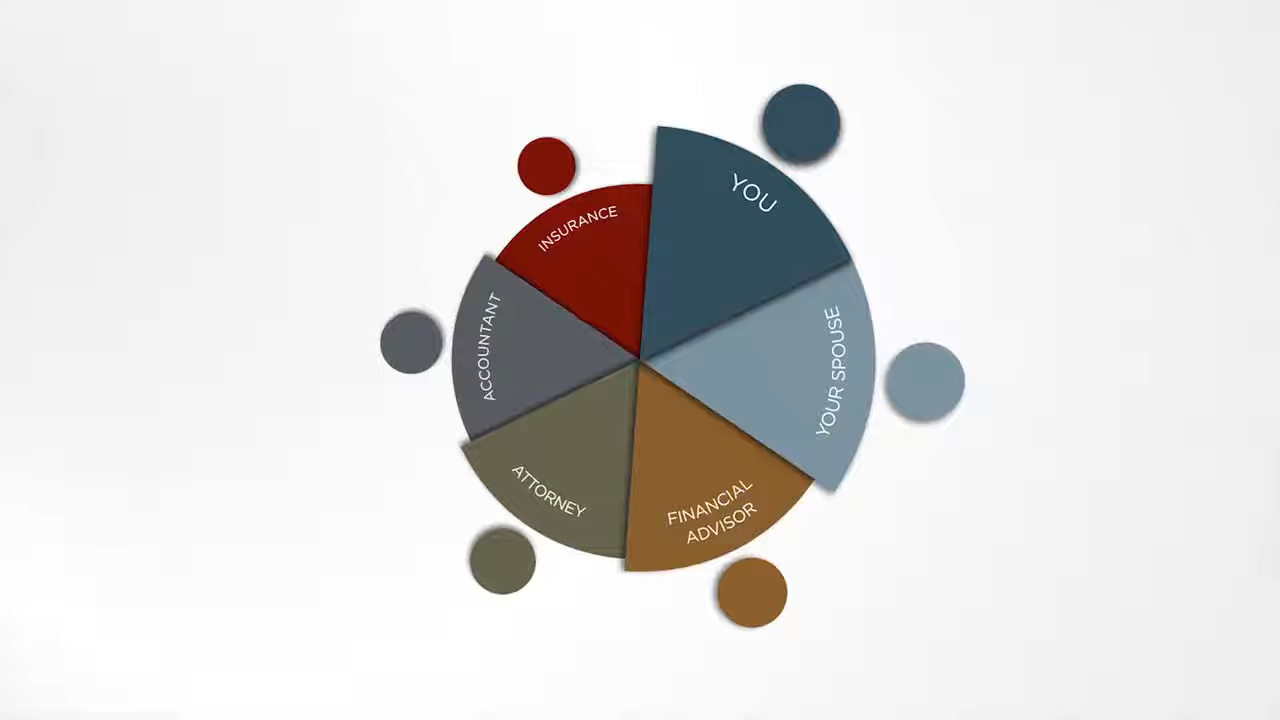 YOU
YOUR SPOUSE
FINANCIAL
ADVISOR
ATTORNEY
ACCOUNTANT
INSURANCE